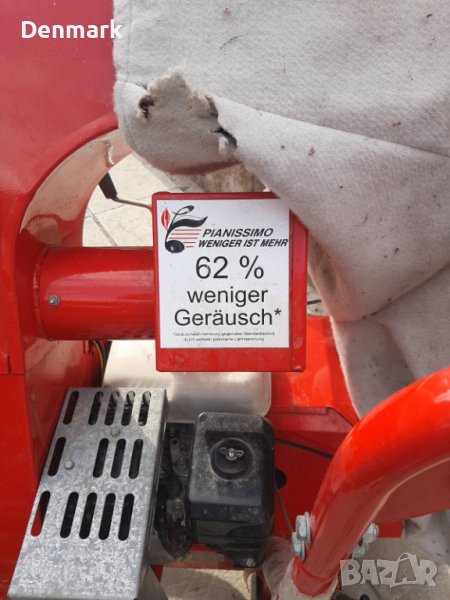 Denmark
PIANISSIMO
WENIGER IST MEHR
62 %
weniger
Geräusch*
BAZAR